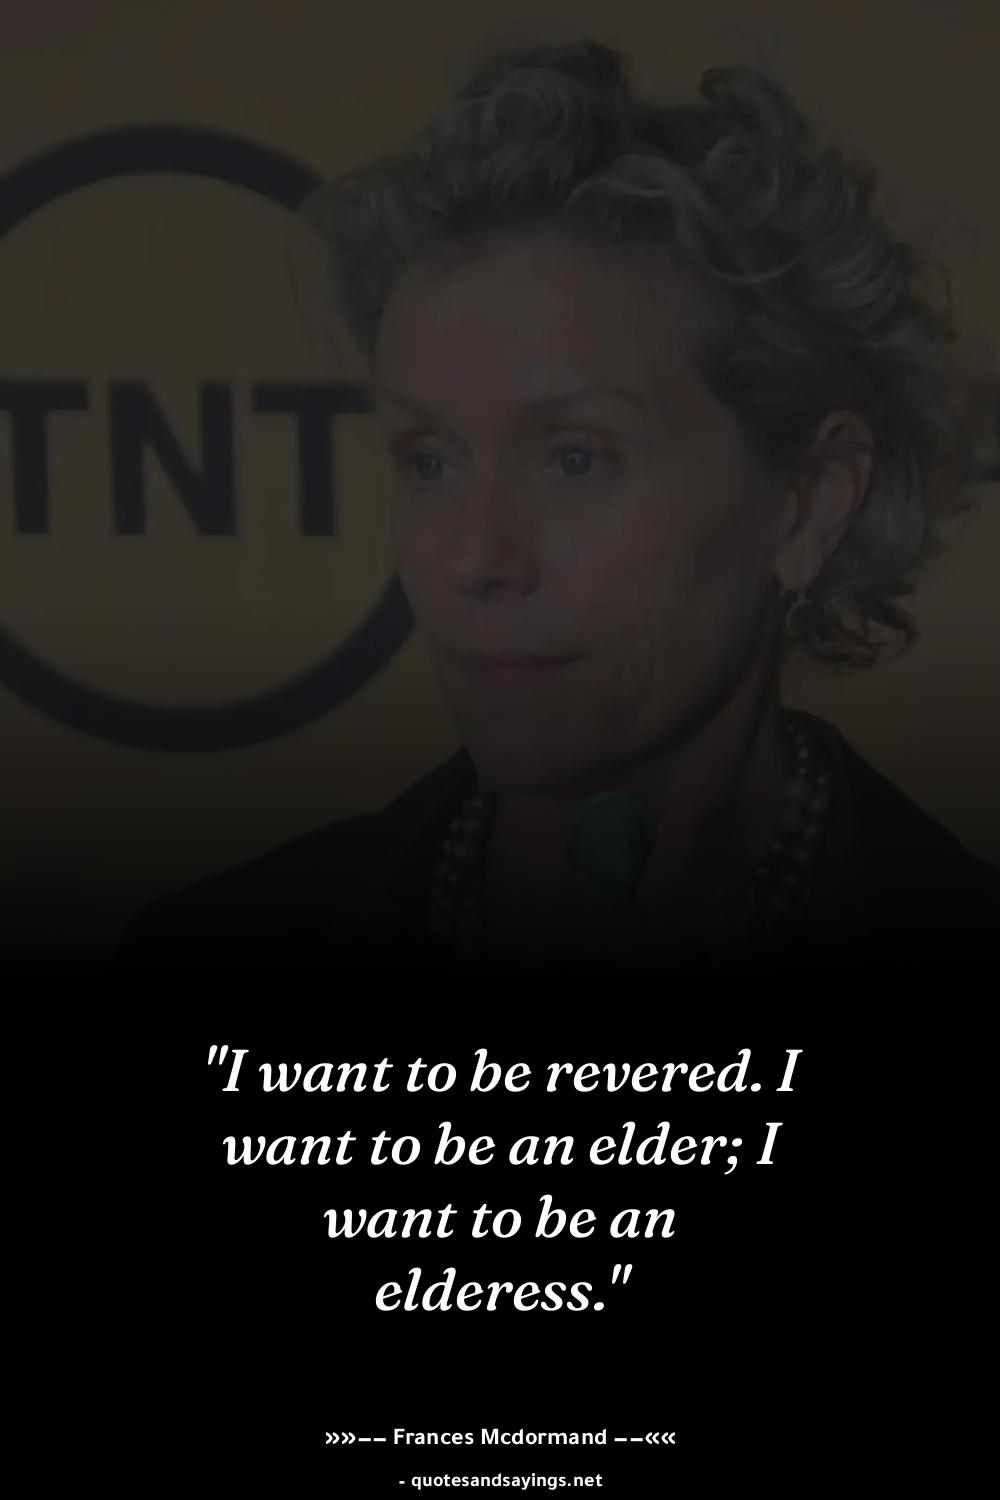 TNT
"I want to be revered. I
want to be an elder; I
want to be an
elderess."
»»−− Frances Mcdormand −−««
- quotesandsayings.net